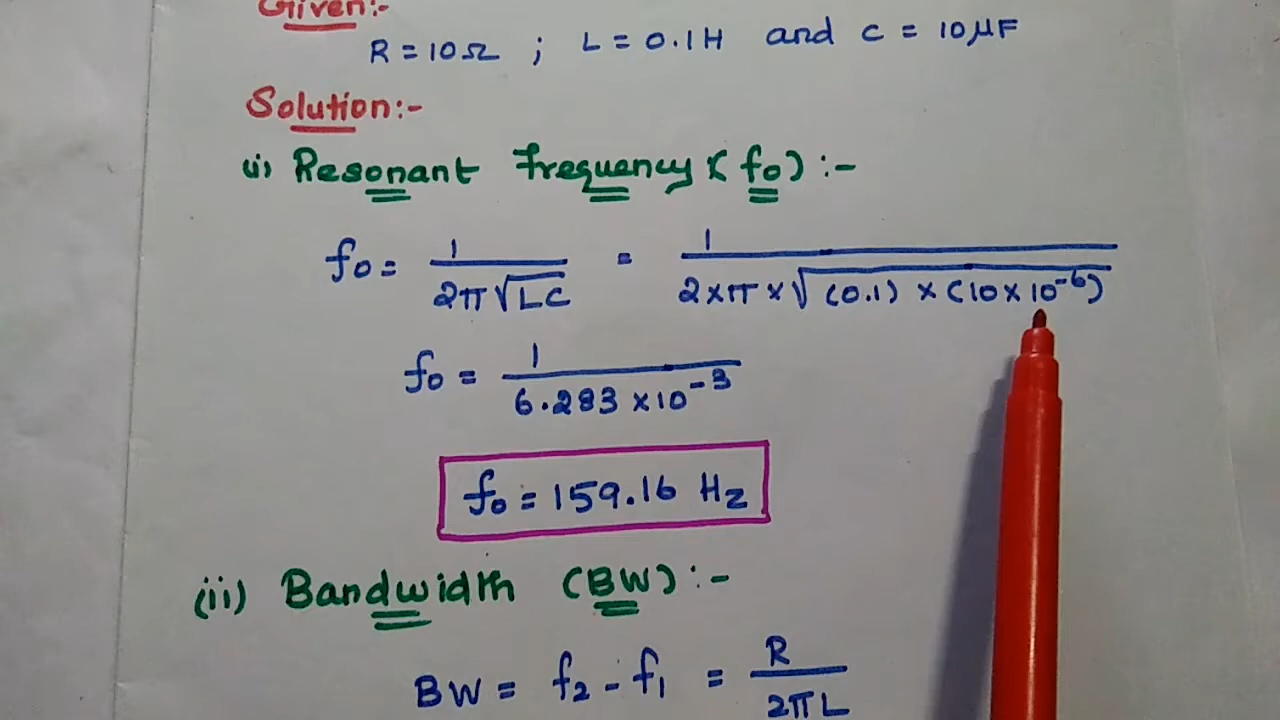 Given:-
R = 10Ω ; L = 0.1H and C = 10μF
Solution:-
(i) Resonant Frequency (f₀) :-
f₀ = 1/(2π√LC) = 1/(2×π×√((0.1) × (10×10⁻⁶)))
f₀ = 1/(6.283×10⁻³)
f₀ = 159.16 Hz
(ii) Bandwidth (BW) :-
BW = f₂ - f₁ = R/(2πL)